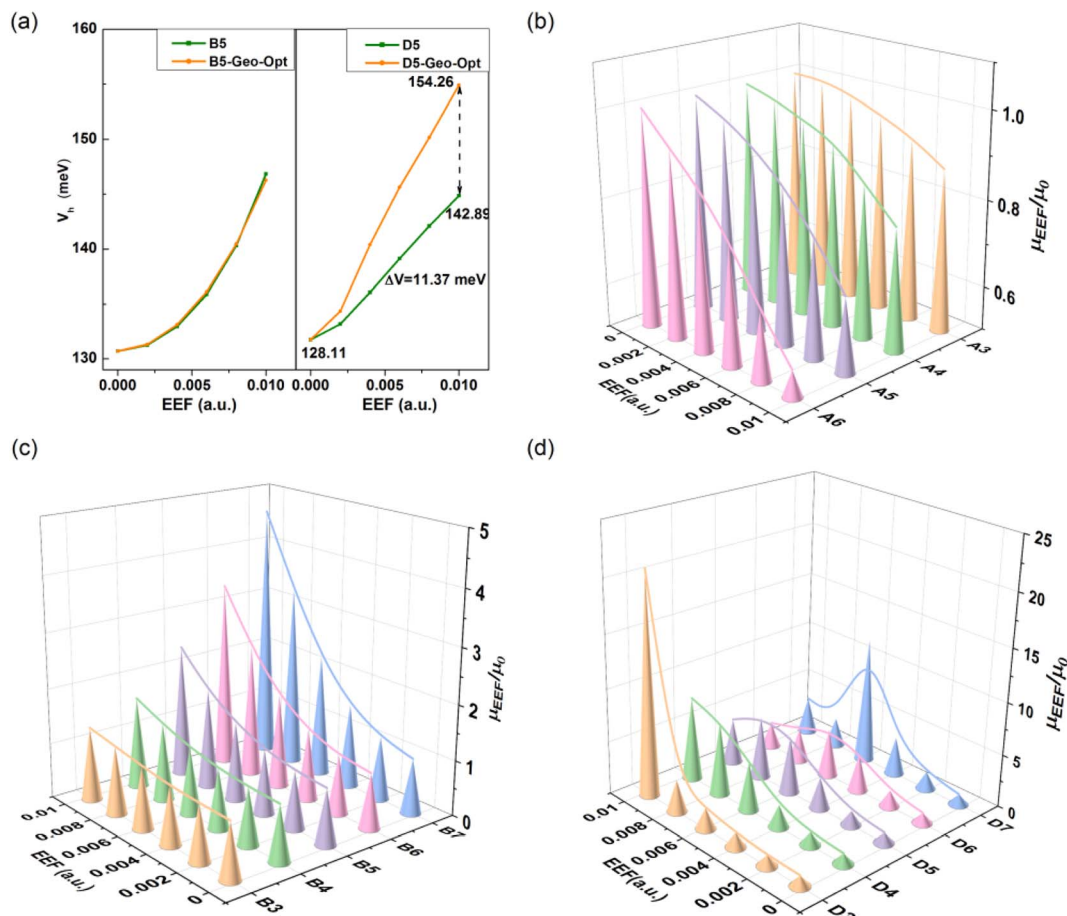 (a)
160
150
140
130
V_h (meV)
B5
B5-Geo-Opt
D5
D5-Geo-Opt
154.26
142.89
ΔV=11.37 meV
128.11
0.000 0.005 0.010 0.000 0.005 0.010
EEF (a.u.) EEF (a.u.)
(b)
1.0
0.8
0.6
μ_EEF/μ_0
0
0.002
0.004
0.006
0.008
0.01
EEF(a.u.)
A3
A4
A5
A6
(c)
5
4
3
2
1
0
μ_EEF/μ_0
0.01
0.008
0.006
0.004
0.002
0
EEF (a.u.)
B7
B6
B5
B4
B3
(d)
25
20
15
10
5
0
μ_EEF/μ_0
0.01
0.008
0.006
0.004
0.002
0
EEF(a.u.)
D7
D6
D5
D4